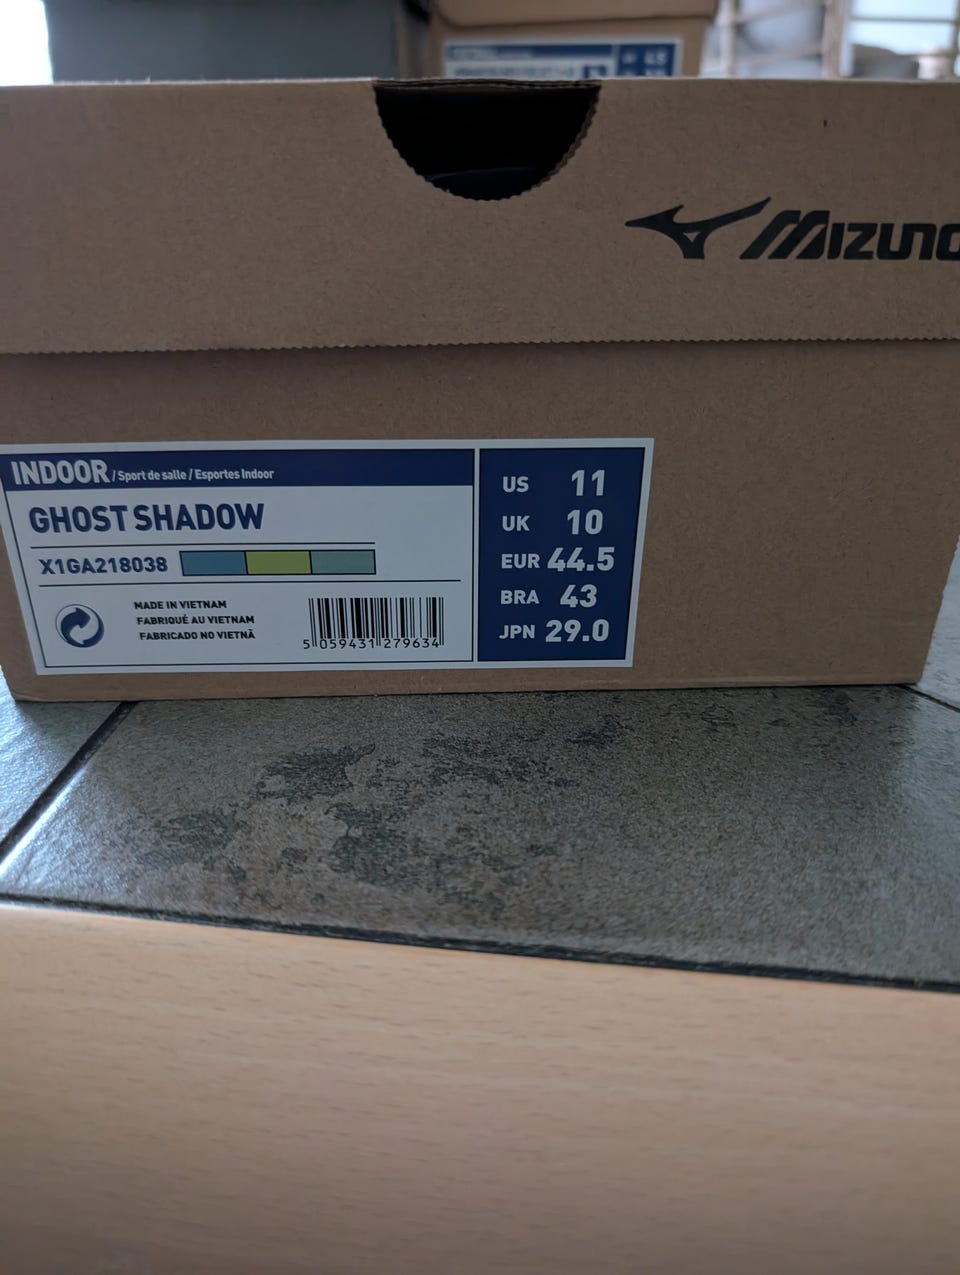 MIZUNO
INDOOR / Sport de salle / Esportes Indoor
GHOST SHADOW
X1GA218038
MADE IN VIETNAM
FABRIQUÉ AU VIETNAM
FABRICADO NO VIETNÃ
5 059431 279634
US 11
UK 10
EUR 44.5
BRA 43
JPN 29.0